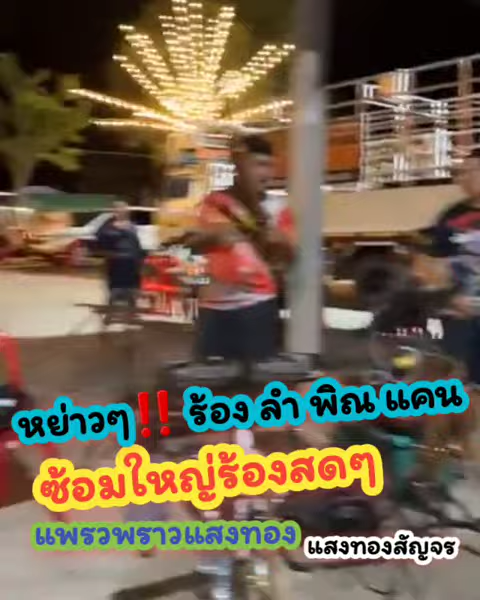 หย่าวๆ‼️ ร้อง ลำ พิณ แคน
ซ้อมใหญ่ร้องสดๆ
แพรวพราวแสงทอง แสงทองสัญจร